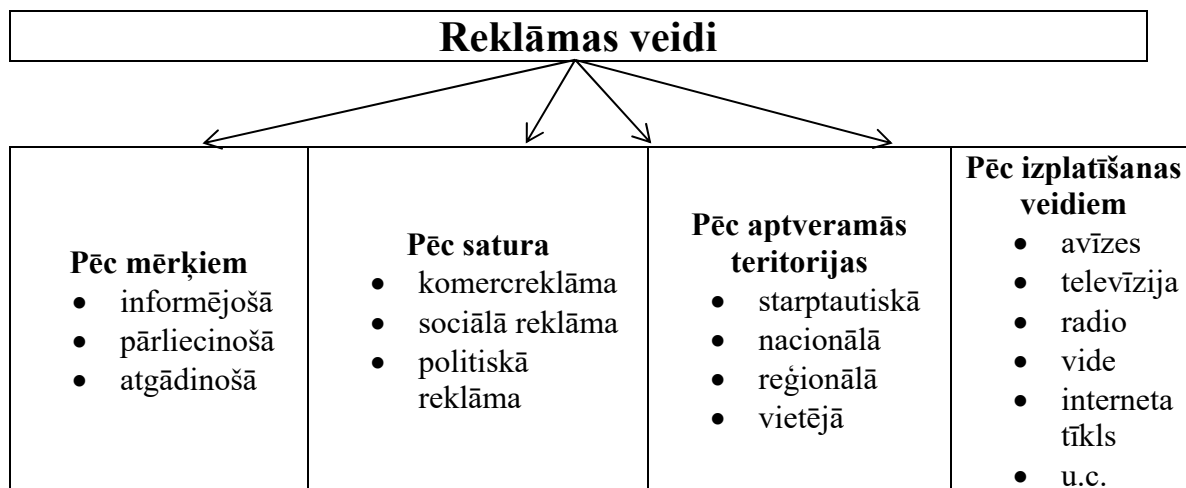 Reklāmas veidi
Pēc mērķiem
• informējošā
• pārliecinošā
• atgādinošā
Pēc satura
• komercreklāma
• sociālā reklāma
• politiskā
reklāma
Pēc aptveramās
teritorijas
• starptautiskā
• nacionālā
• reģionālā
• vietējā
Pēc izplatīšanas
veidiem
• avīzes
• televīzija
• radio
• vide
• interneta
tīkls
• u.c.